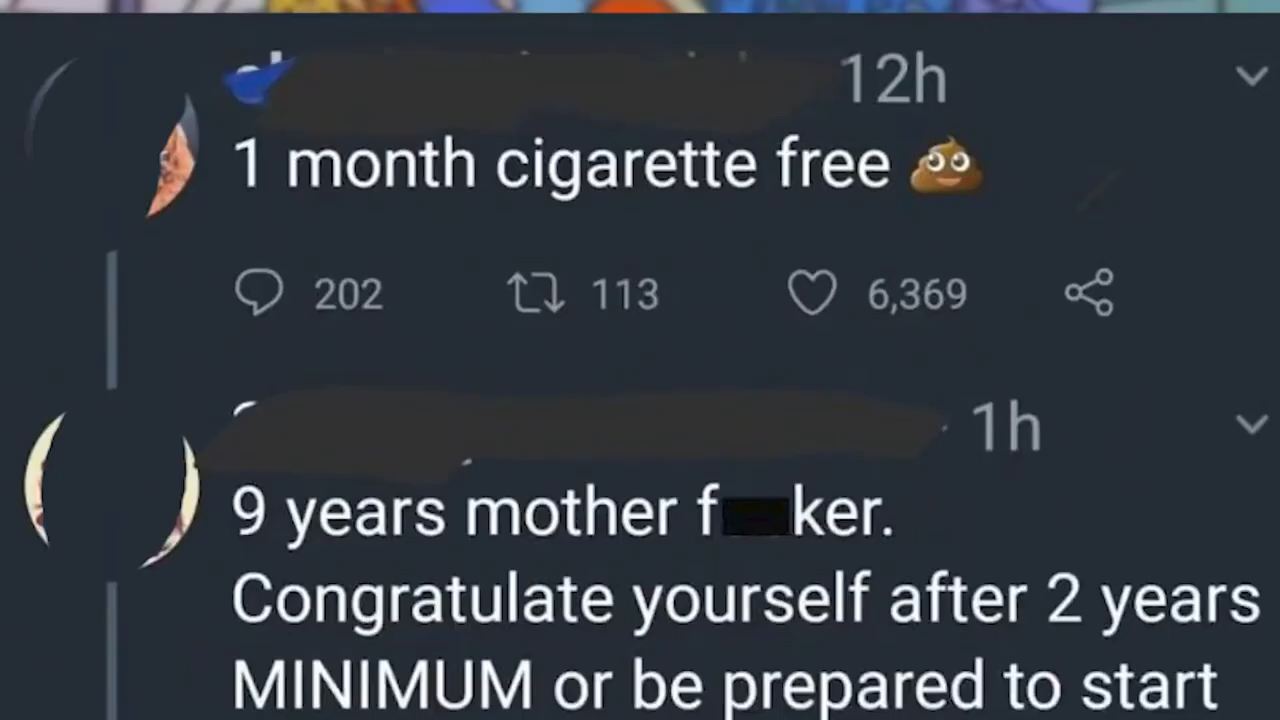 12h
1 month cigarette free 💩
202 113 6,369
1h
9 years mother f ker.
Congratulate yourself after 2 years
MINIMUM or be prepared to start